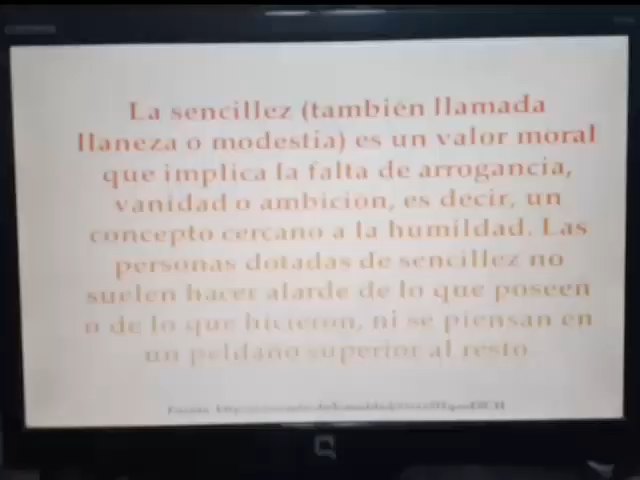 La sencillez (también llamada
llaneza o modestia) es un valor moral
que implica la falta de arrogancia,
vanidad o ambición, es decir, un
concepto cercano a la humildad. Las
personas dotadas de sencillez no
suelen hacer alarde de lo que poseen
o de lo que hicieron, ni se piensan en
un peldaño superior al resto